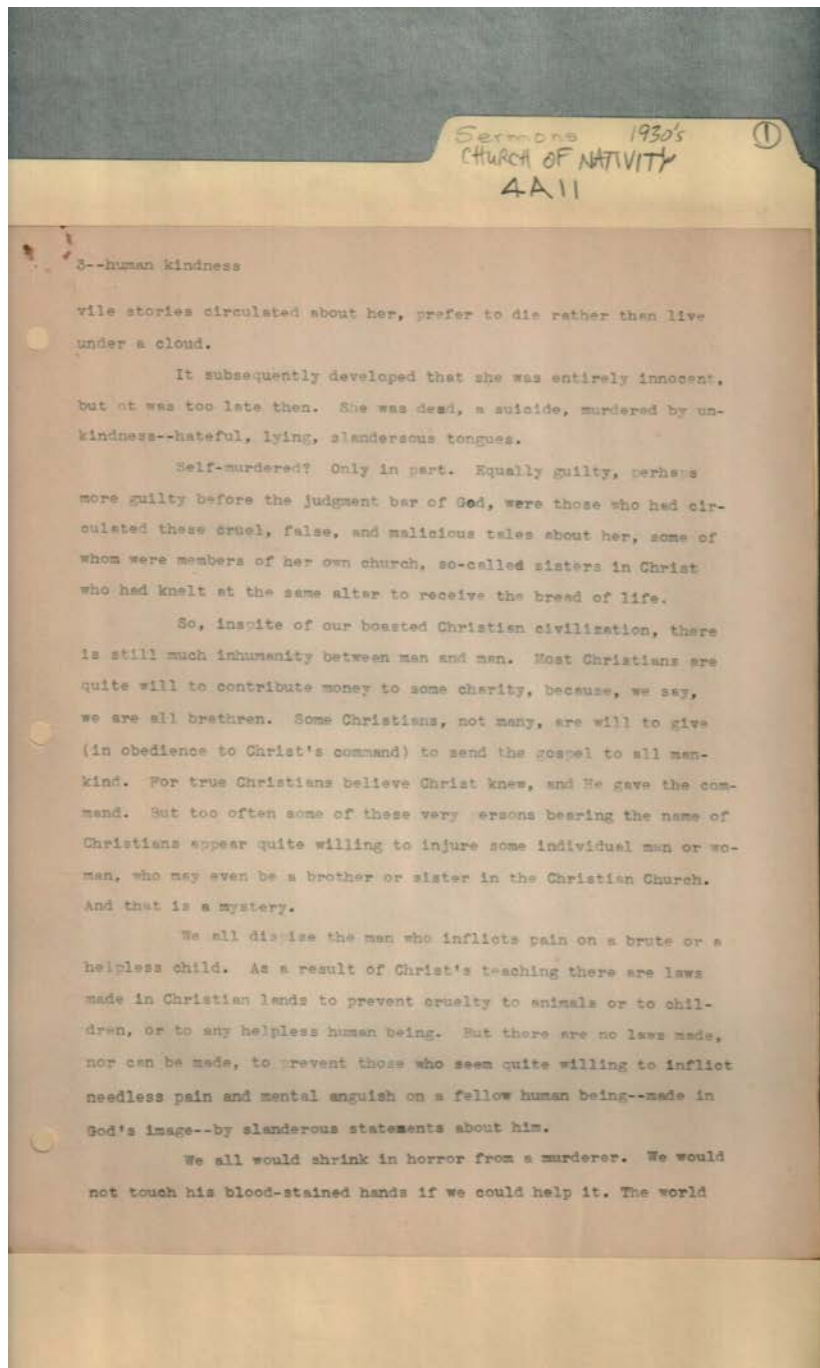 Sermons 1930's ①
CHURCH OF NATIVITY
4A11
3--human kindness
vile stories circulated about her, prefer to die rather than live
under a cloud.
It subsequently developed that she was entirely innocent,
but ot was too late then. She was dead, a suicide, murdered by un-
kindness--hateful, lying, slandersous tongues.
Self-murdered? Only in part. Equally guilty, perhaps
more guilty before the judgment bar of God, were those who had cir-
culated these cruel, false, and malicious tales about her, some of
whom were members of her own church, so-called sisters in Christ
who had knelt at the same altar to receive the bread of life.
So, inspite of our boasted Christian civilization, there
is still much inhumanity between man and man. Most Christians are
quite will to contribute money to some charity, because, we say,
we are all brethren. Some Christians, not many, are will to give
(in obedience to Christ's command) to send the gospel to all man-
kind. For true Christians believe Christ knew, and He gave the com-
mand. But too often some of these very persons bearing the name of
Christians appear quite willing to injure some individual man or wo-
man, who may even be a brother or sister in the Christian Church.
And that is a mystery.
We all dispise the man who inflicts pain on a brute or a
helpless child. As a result of Christ's teaching there are laws
made in Christian lands to prevent cruelty to animals or to chil-
dren, or to any helpless human being. But there are no laws made,
nor can be made, to prevent those who seem quite willing to inflict
needless pain and mental anguish on a fellow human being--made in
God's image--by slanderous statements about him.
We all would shrink in horror from a murderer. We would
not touch his blood-stained hands if we could help it. The world